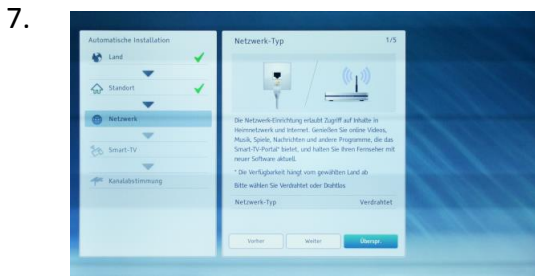 7.
Automatische Installation
Land
Standort
Netzwerk
Smart-TV
Kanalabstimmung
Netzwerk-Typ 1/5
Die Netzwerk-Einrichtung erlaubt Zugriff auf Inhalte in
Heimnetzwerk und Internet. Genießen Sie online Videos,
Musik, Spiele, Nachrichten und andere Programme, die das
Smart-TV-Portal* bietet, und halten Sie Ihren Fernseher mit
neuer Software aktuell.
* Die Verfügbarkeit hängt vom gewählten Land ab
Bitte wählen Sie Verdrahtet oder Drahtlos
Netzwerk-Typ Verdrahtet
Vorher Weiter Überspr.